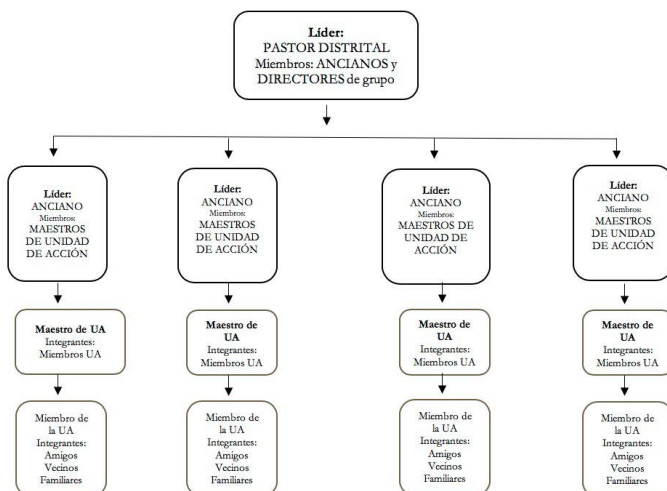 Líder:
PASTOR DISTRITAL
Miembros: ANCIANOS y
DIRECTORES de grupo
Líder:
ANCIANO
Miembros:
MAESTROS
DE UNIDAD
DE ACCIÓN
Líder:
ANCIANO
Miembros:
MAESTROS
DE UNIDAD
DE ACCIÓN
Líder:
ANCIANO
Miembros:
MAESTROS DE
UNIDAD DE
ACCIÓN
Líder:
ANCIANO
Miembros:
MAESTROS
DE UNIDAD
DE ACCIÓN
Maestro de UA
Integrantes:
Miembros UA
Maestro de
UA
Integrantes:
Miembros UA
Maestro de
UA
Integrantes:
Miembros UA
Maestro de
UA
Integrantes:
Miembros UA
Miembro de
la UA
Integrantes:
Amigos
Vecinos
Familiares
Miembro de
la UA
Integrantes:
Amigos
Vecinos
Familiares
Miembro de
la UA
Integrantes:
Amigos
Vecinos
Familiares
Miembro de
la UA
Integrantes:
Amigos
Vecinos
Familiares